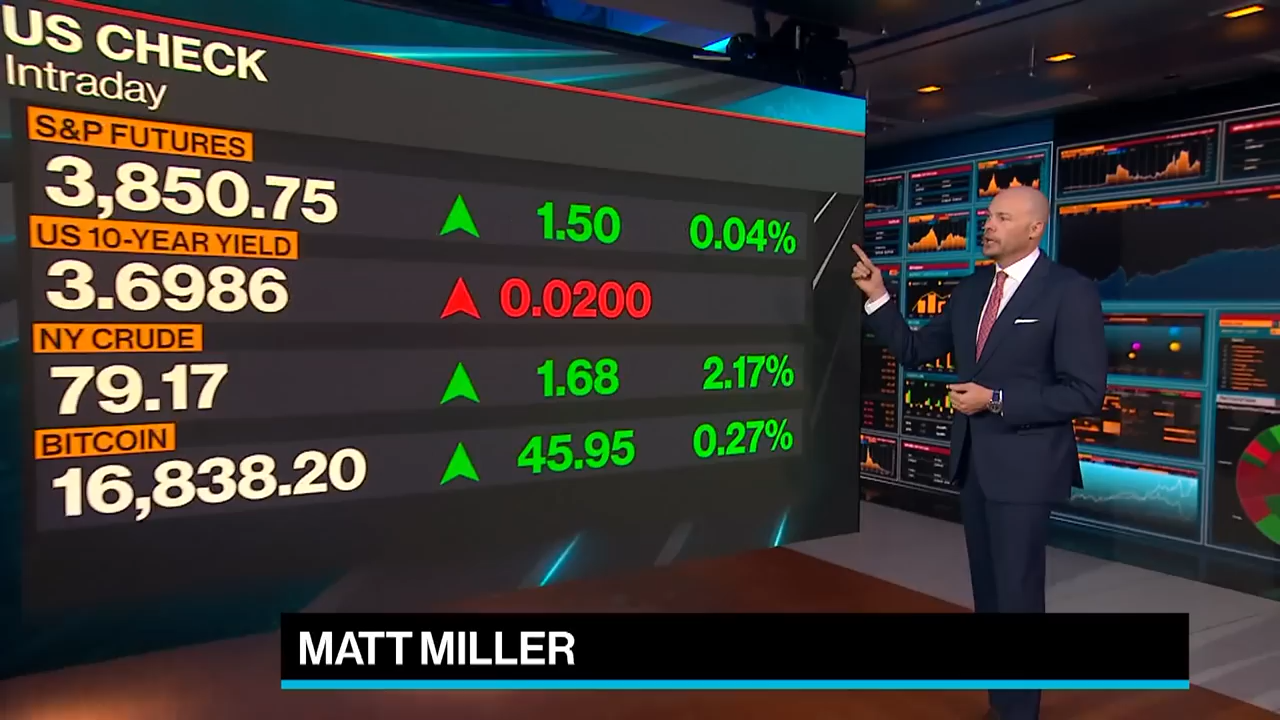 US CHECK
Intraday
S&P FUTURES
3,850.75 1.50 0.04%
US 10-YEAR YIELD
3.6986 0.0200
NY CRUDE
79.17 1.68 2.17%
BITCOIN
16,838.20 45.95 0.27%
MATT MILLER